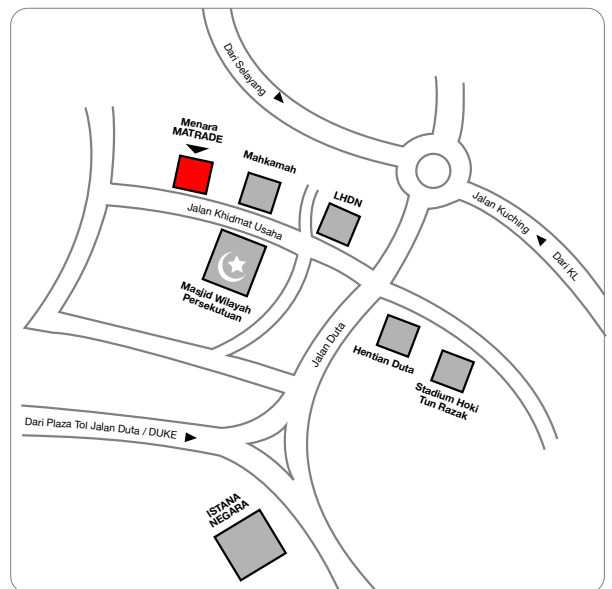 Dari Selayang
Menara
MATRADE
Mahkamah
LHDN
Jalan Kuching
Dari KL
Jalan Khidmat Usaha
Masjid Wilayah
Persekutuan
Jalan Duta
Hentian Duta
Stadium Hoki
Tun Razak
Dari Plaza Tol Jalan Duta / DUKE
ISTANA
NEGARA